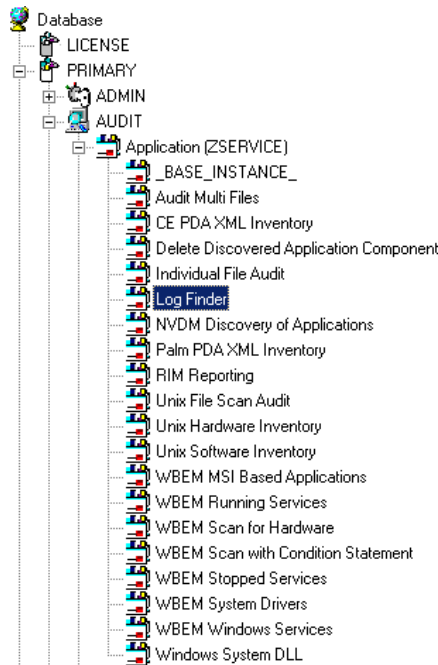 Database
LICENSE
PRIMARY
ADMIN
AUDIT
Application (ZSERVICE)
_BASE_INSTANCE_
Audit Multi Files
CE PDA XML Inventory
Delete Discovered Application Component
Individual File Audit
Log Finder
NVDM Discovery of Applications
Palm PDA XML Inventory
RIM Reporting
Unix File Scan Audit
Unix Hardware Inventory
Unix Software Inventory
WBEM MSI Based Applications
WBEM Running Services
WBEM Scan for Hardware
WBEM Scan with Condition Statement
WBEM Stopped Services
WBEM System Drivers
WBEM Windows Services
Windows System DLL